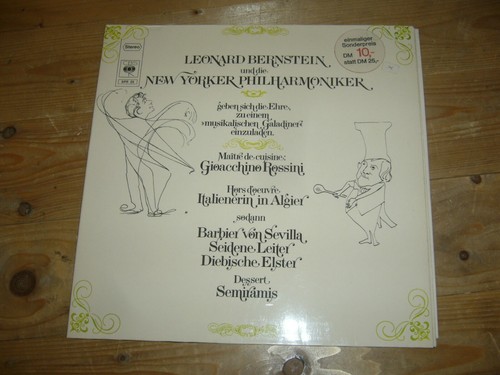 Stereo
CBS
LEONARD BERNSTEIN
und die
NEW YORKER PHILHARMONIKER
einmaliger
Sonderpreis
DM 10,-
statt DM 25,-
geben sich die Ehre,
zu einem
»musikalischen Galadiner«
einzuladen.
Maître de cuisine:
Gioacchino Rossini
Hors d'oeuvre:
Italienerin in Algier
sodann
Barbier von Sevilla
Seidene Leiter
Diebische Elster
Dessert
Semiramis